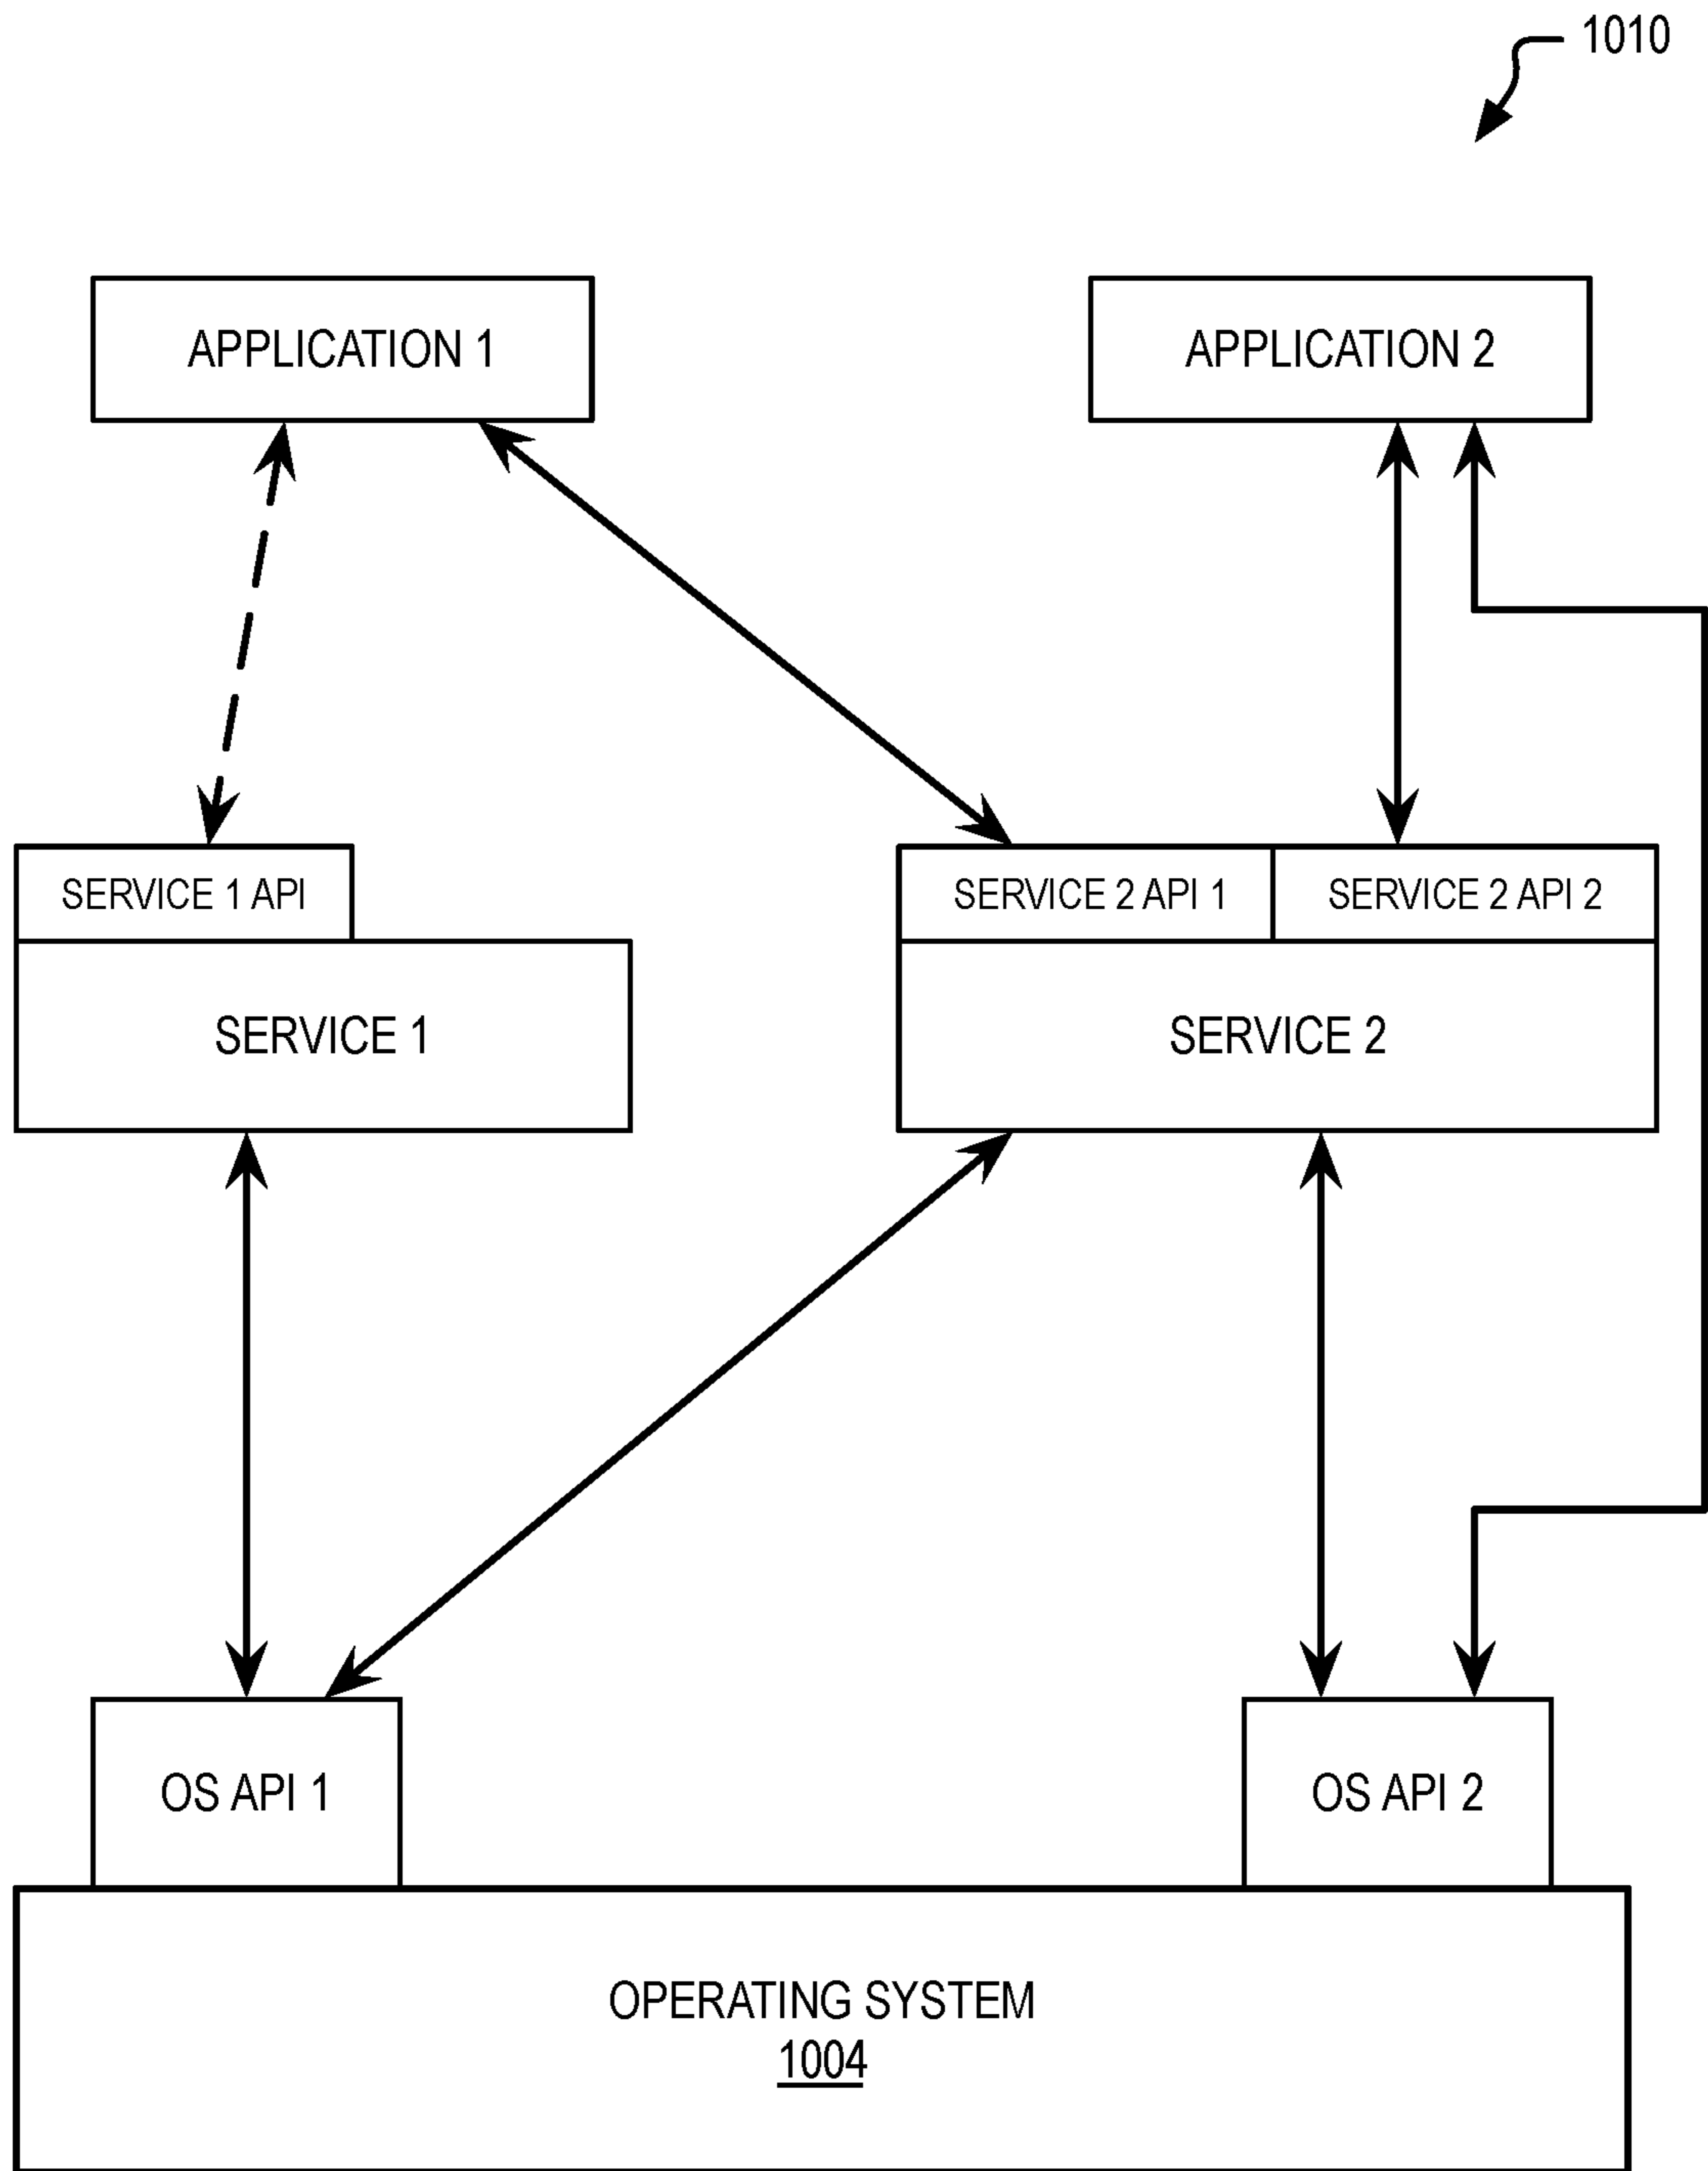 1010
APPLICATION 1
APPLICATION 2
SERVICE 1 API
SERVICE 2 API 1
SERVICE 2 API 2
SERVICE 1
SERVICE 2
OS API 1
OS API 2
OPERATING SYSTEM
1004